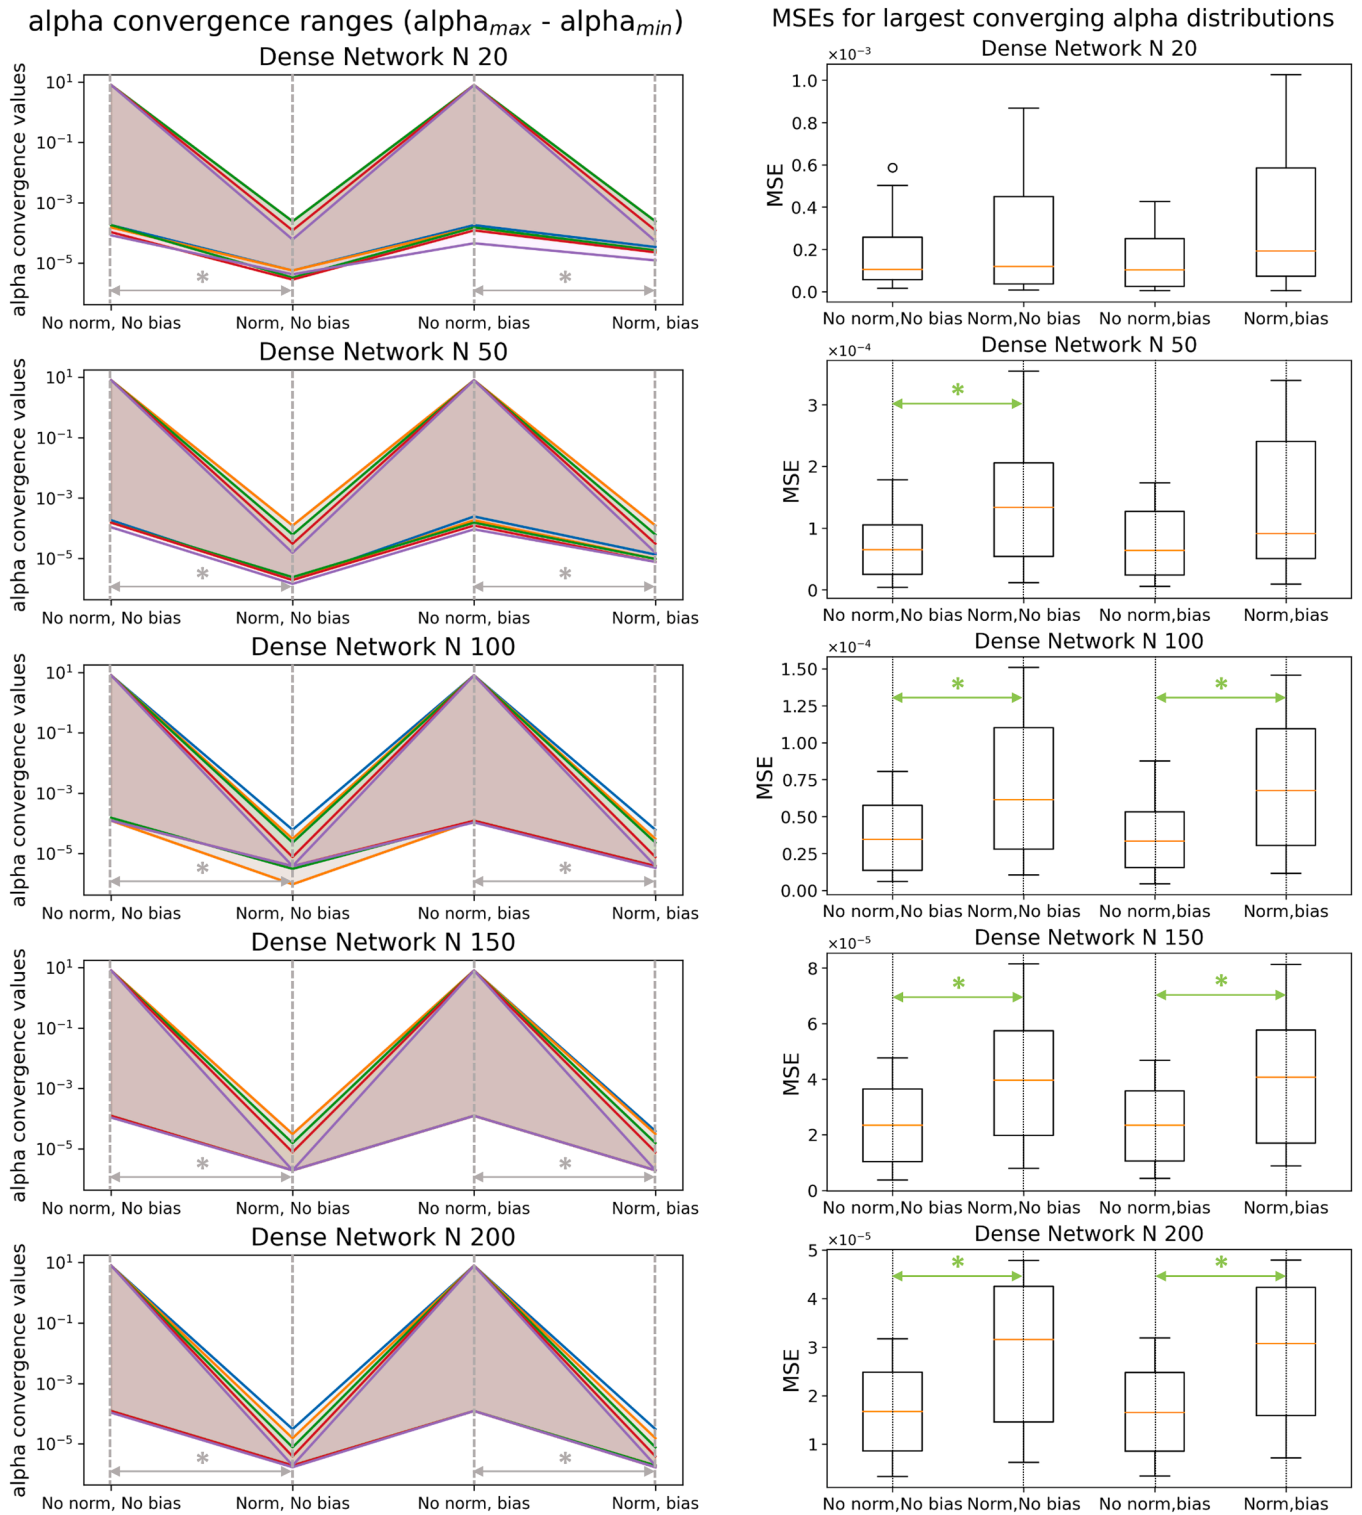 alpha convergence ranges (alphamax - alphamin)
Dense Network N 20
alpha convergence values
10^1
10^-1
10^-3
10^-5
*
*
No norm, No bias
Norm, No bias
No norm, bias
Norm, bias
Dense Network N 50
alpha convergence values
10^1
10^-1
10^-3
10^-5
*
*
No norm, No bias
Norm, No bias
No norm, bias
Norm, bias
Dense Network N 100
alpha convergence values
10^1
10^-1
10^-3
10^-5
*
*
No norm, No bias
Norm, No bias
No norm, bias
Norm, bias
Dense Network N 150
alpha convergence values
10^1
10^-1
10^-3
10^-5
*
*
No norm, No bias
Norm, No bias
No norm, bias
Norm, bias
Dense Network N 200
alpha convergence values
10^1
10^-1
10^-3
10^-5
*
*
No norm, No bias
Norm, No bias
No norm, bias
Norm, bias
MSEs for largest converging alpha distributions
Dense Network N 20
×10^-3
MSE
1.0
0.8
0.6
0.4
0.2
0.0
No norm,No bias
Norm,No bias
No norm,bias
Norm,bias
Dense Network N 50
×10^-4
MSE
3
2
1
0
*
No norm,No bias
Norm,No bias
No norm,bias
Norm,bias
Dense Network N 100
×10^-4
MSE
1.50
1.25
1.00
0.75
0.50
0.25
0.00
*
*
No norm,No bias
Norm,No bias
No norm,bias
Norm,bias
Dense Network N 150
×10^-5
MSE
8
6
4
2
0
*
*
No norm,No bias
Norm,No bias
No norm,bias
Norm,bias
Dense Network N 200
×10^-5
MSE
5
4
3
2
1
*
*
No norm,No bias
Norm,No bias
No norm,bias
Norm,bias